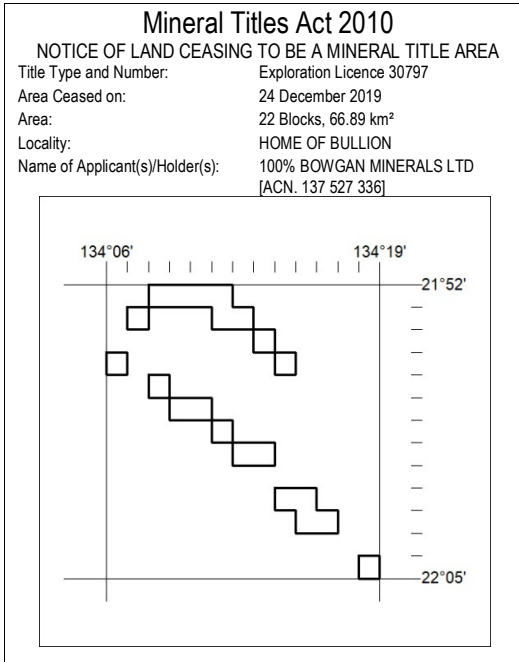 Mineral Titles Act 2010
NOTICE OF LAND CEASING TO BE A MINERAL TITLE AREA
Title Type and Number: Exploration Licence 30797
Area Ceased on: 24 December 2019
Area: 22 Blocks, 66.89 km²
Locality: HOME OF BULLION
Name of Applicant(s)/Holder(s): 100% BOWGAN MINERALS LTD
[ACN. 137 527 336]
134°06' 134°19'
21°52'
22°05'